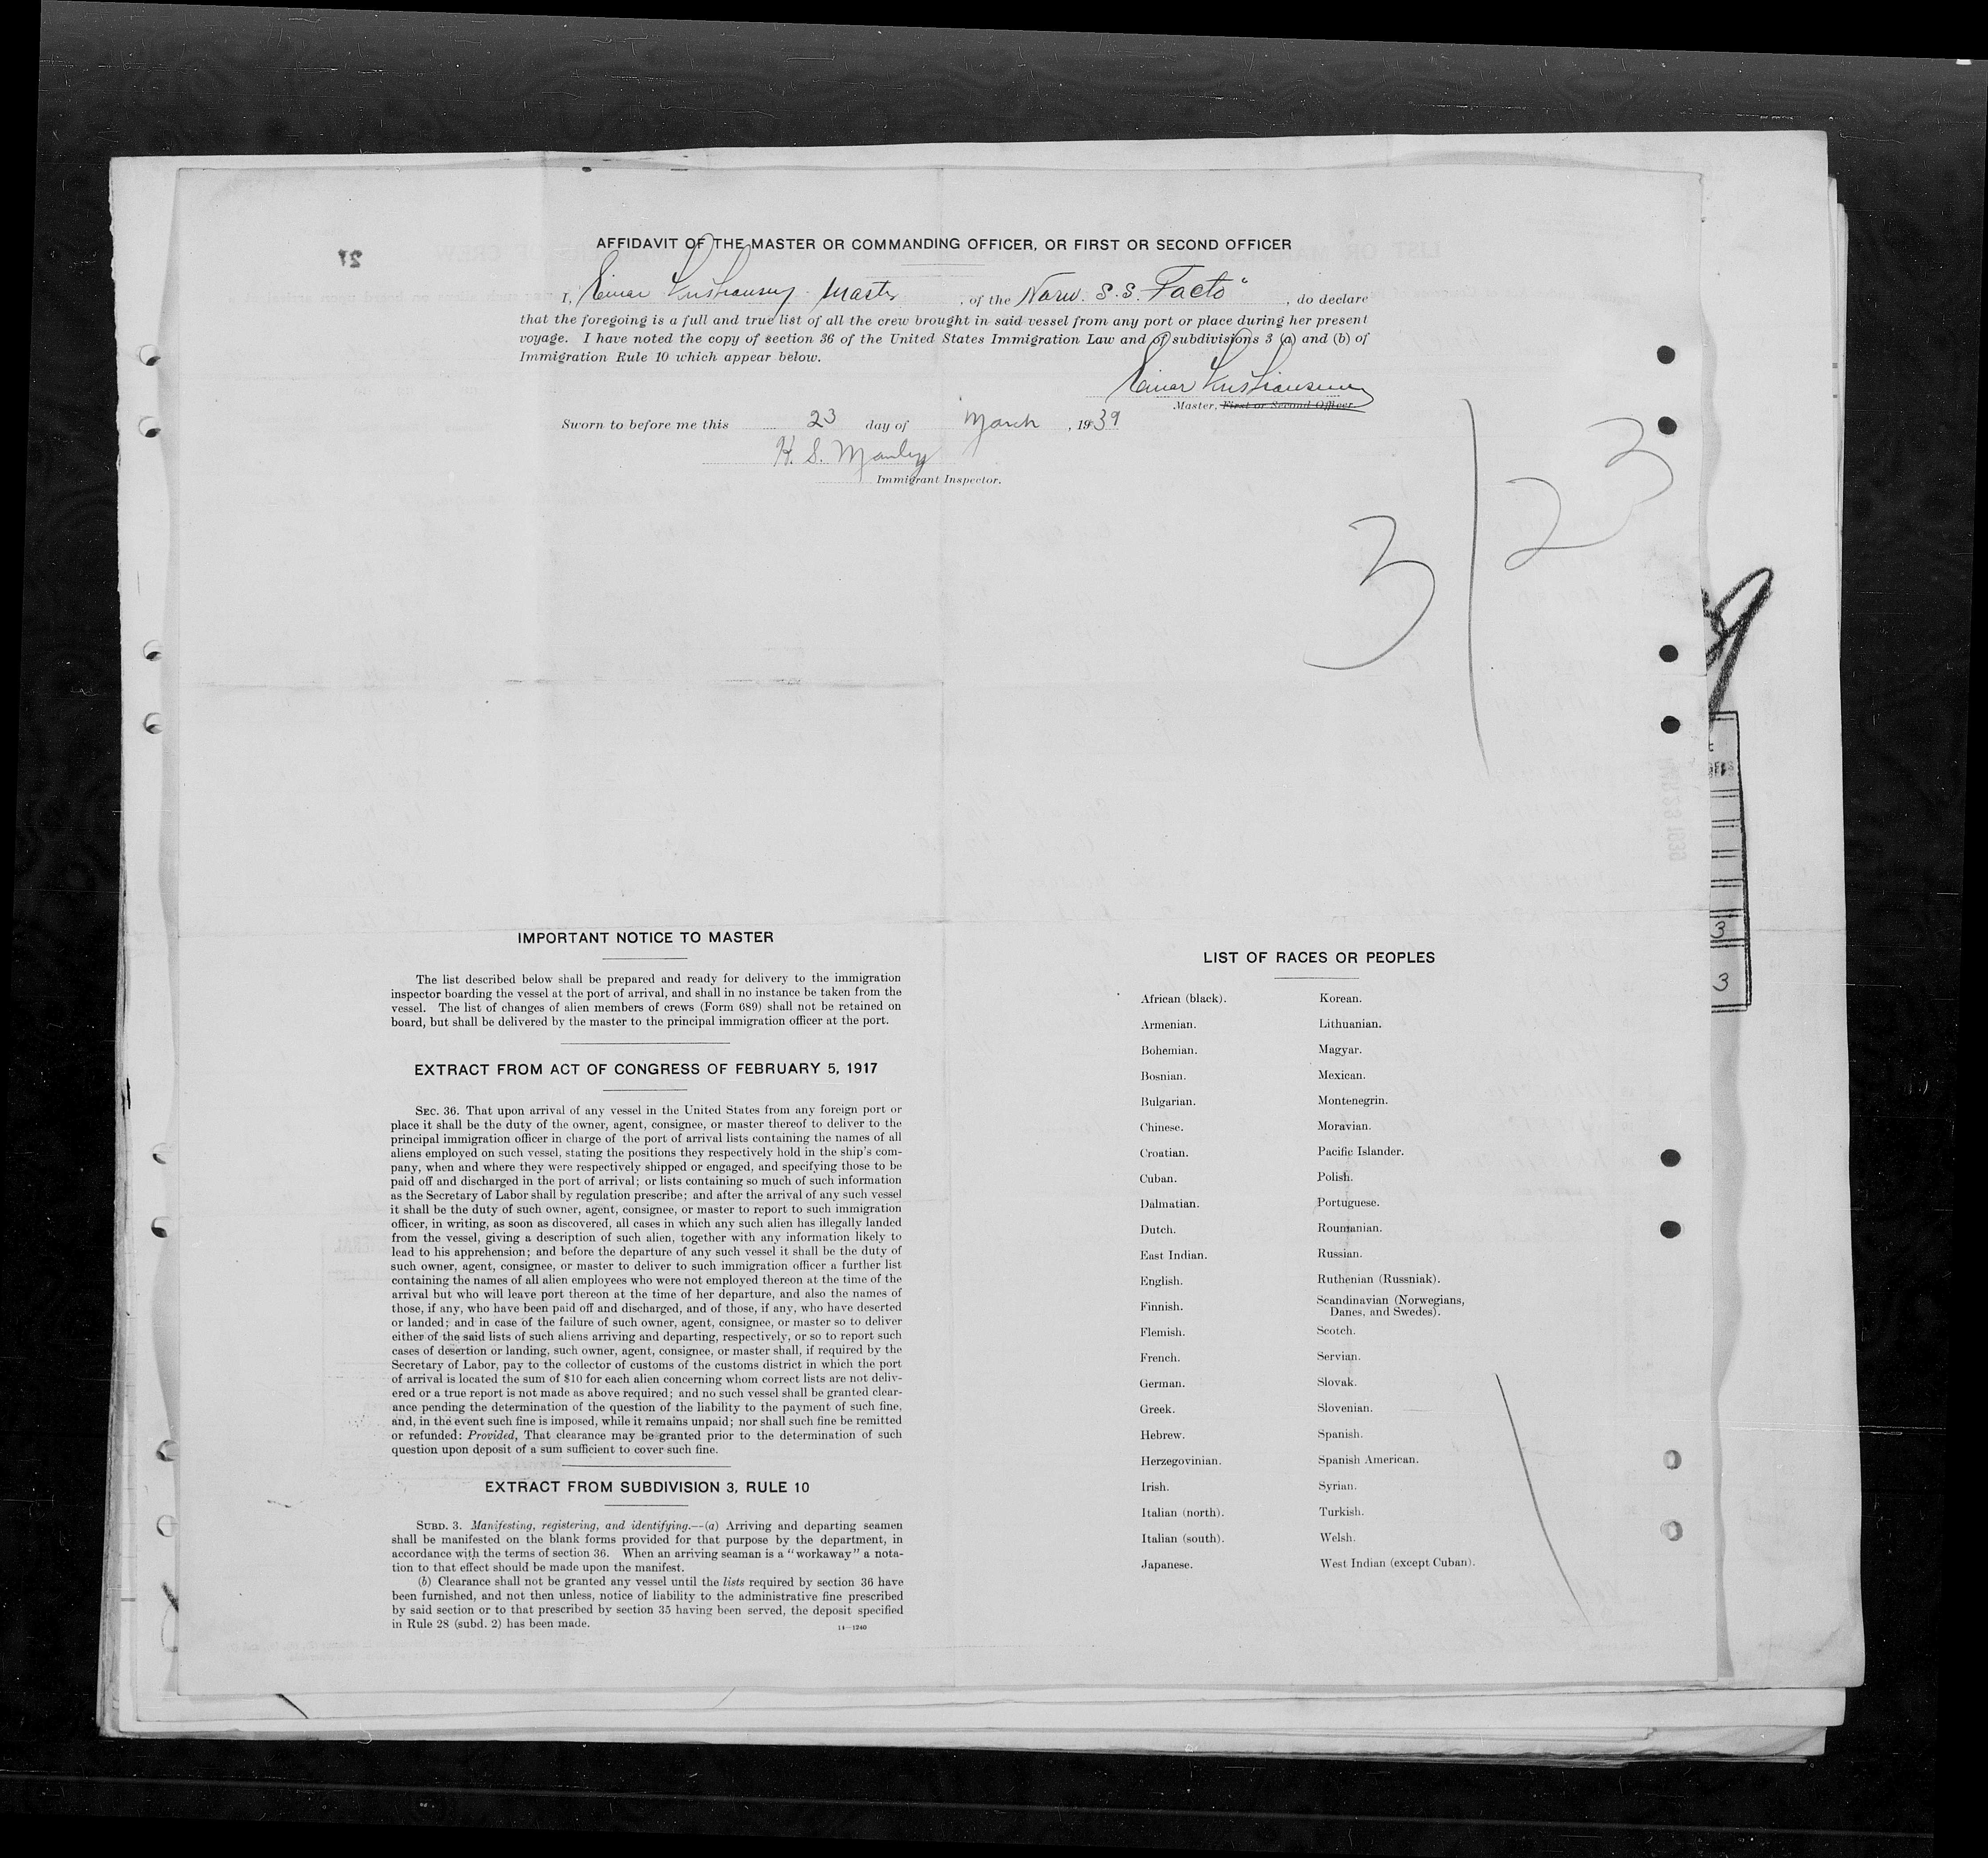 AFFIDAVIT OF THE MASTER OR COMMANDING OFFICER, OR FIRST OR SECOND OFFICER
I, Einar Kristiansen, Master, of the Norw. S.S. "Facto", do declare
that the foregoing is a full and true list of all the crew brought in said vessel from any port or place during her present
voyage. I have noted the copy of section 36 of the United States Immigration Law and of subdivisions 3 (a) and (b) of
Immigration Rule 10 which appear below.
Einar Kristiansen
Master, First or Second Officer.
Sworn to before me this 23 day of March, 1939
H. S. Manley
Immigrant Inspector.
3/23
IMPORTANT NOTICE TO MASTER
The list described below shall be prepared and ready for delivery to the immigration
inspector boarding the vessel at the port of arrival, and shall in no instance be taken from the
vessel. The list of changes of alien members of crews (Form 689) shall not be retained on
board, but shall be delivered by the master to the principal immigration officer at the port.
EXTRACT FROM ACT OF CONGRESS OF FEBRUARY 5, 1917
SEC. 36. That upon arrival of any vessel in the United States from any foreign port or
place it shall be the duty of the owner, agent, consignee, or master thereof to deliver to the
principal immigration officer in charge of the port of arrival lists containing the names of all
aliens employed on such vessel, stating the positions they respectively hold in the ship's com-
pany, when and where they were respectively shipped or engaged, and specifying those to be
paid off and discharged in the port of arrival; or lists containing so much of such information
as the Secretary of Labor shall by regulation prescribe; and after the arrival of any such vessel
it shall be the duty of such owner, agent, consignee, or master to report to such immigration
officer, in writing, as soon as discovered, all cases in which any such alien has illegally landed
from the vessel, giving a description of such alien, together with any information likely to
lead to his apprehension; and before the departure of any such vessel it shall be the duty of
such owner, agent, consignee, or master to deliver to such immigration officer a further list
containing the names of all alien employees who were not employed thereon at the time of the
arrival but who will leave port thereon at the time of her departure, and also the names of
those, if any, who have been paid off and discharged, and of those, if any, who have deserted
or landed; and in case of the failure of such owner, agent, consignee, or master so to deliver
either of the said lists of such aliens arriving and departing, respectively, or so to report such
cases of desertion or landing, such owner, agent, consignee, or master shall, if required by the
Secretary of Labor, pay to the collector of customs of the customs district in which the port
of arrival is located the sum of $10 for each alien concerning whom correct lists are not deliv-
ered or a true report is not made as above required; and no such vessel shall be granted clear-
ance pending the determination of the question of the liability to the payment of such fine,
and, in the event such fine is imposed, while it remains unpaid; nor shall such fine be remitted
or refunded: Provided, That clearance may be granted prior to the determination of such
question upon deposit of a sum sufficient to cover such fine.
EXTRACT FROM SUBDIVISION 3, RULE 10
SUBD. 3. Manifesting, registering, and identifying.--(a) Arriving and departing seamen
shall be manifested on the blank forms provided for that purpose by the department, in
accordance with the terms of section 36. When an arriving seaman is a "workaway" a nota-
tion to that effect should be made upon the manifest.
(b) Clearance shall not be granted any vessel until the lists required by section 36 have
been furnished, and not then unless, notice of liability to the administrative fine prescribed
by said section or to that prescribed by section 35 having been served, the deposit specified
in Rule 28 (subd. 2) has been made.
14-1240
LIST OF RACES OR PEOPLES
African (black).
Armenian.
Bohemian.
Bosnian.
Bulgarian.
Chinese.
Croatian.
Cuban.
Dalmatian.
Dutch.
East Indian.
English.
Finnish.
Flemish.
French.
German.
Greek.
Hebrew.
Herzegovinian.
Irish.
Italian (north).
Italian (south).
Japanese.
Korean.
Lithuanian.
Magyar.
Mexican.
Montenegrin.
Moravian.
Pacific Islander.
Polish.
Portuguese.
Roumanian.
Russian.
Ruthenian (Russniak).
Scandinavian (Norwegians,
Danes, and Swedes).
Scotch.
Servian.
Slovak.
Slovenian.
Spanish.
Spanish American.
Syrian.
Turkish.
Welsh.
West Indian (except Cuban).
3
3